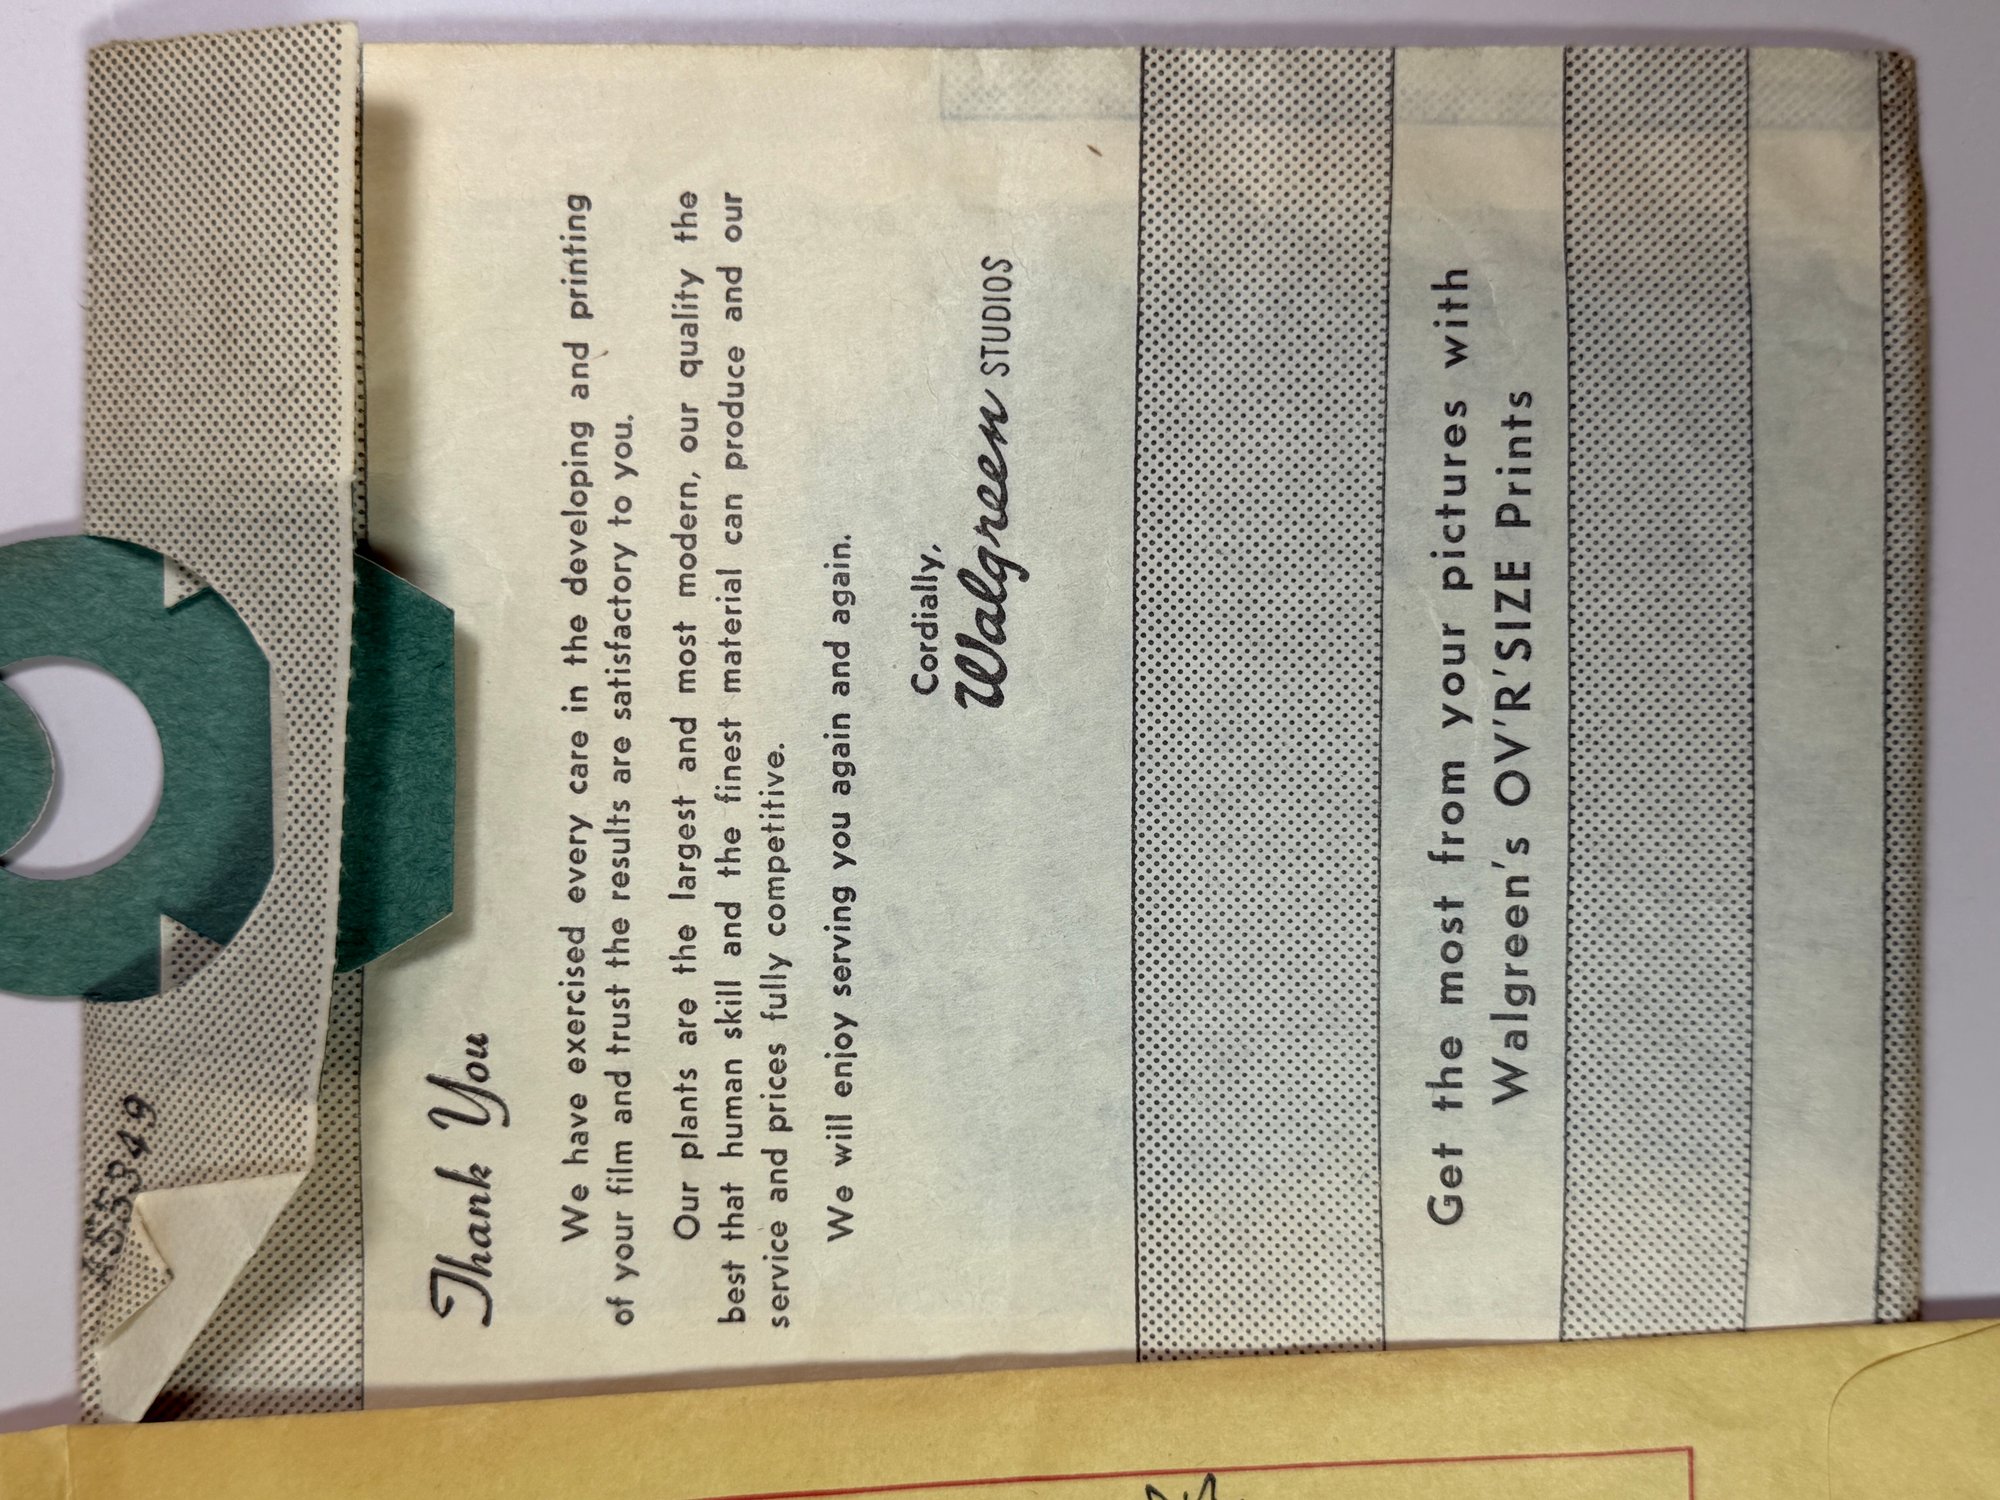 Thank You
We have exercised every care in the developing and printing
of your film and trust the results are satisfactory to you.
Our plants are the largest and most modern, our quality the
best that human skill and the finest material can produce and our
service and prices fully competitive.
We will enjoy serving you again and again.
Cordially,
Walgreen STUDIOS
Get the most from your pictures with
Walgreen's OV'R'SIZE Prints